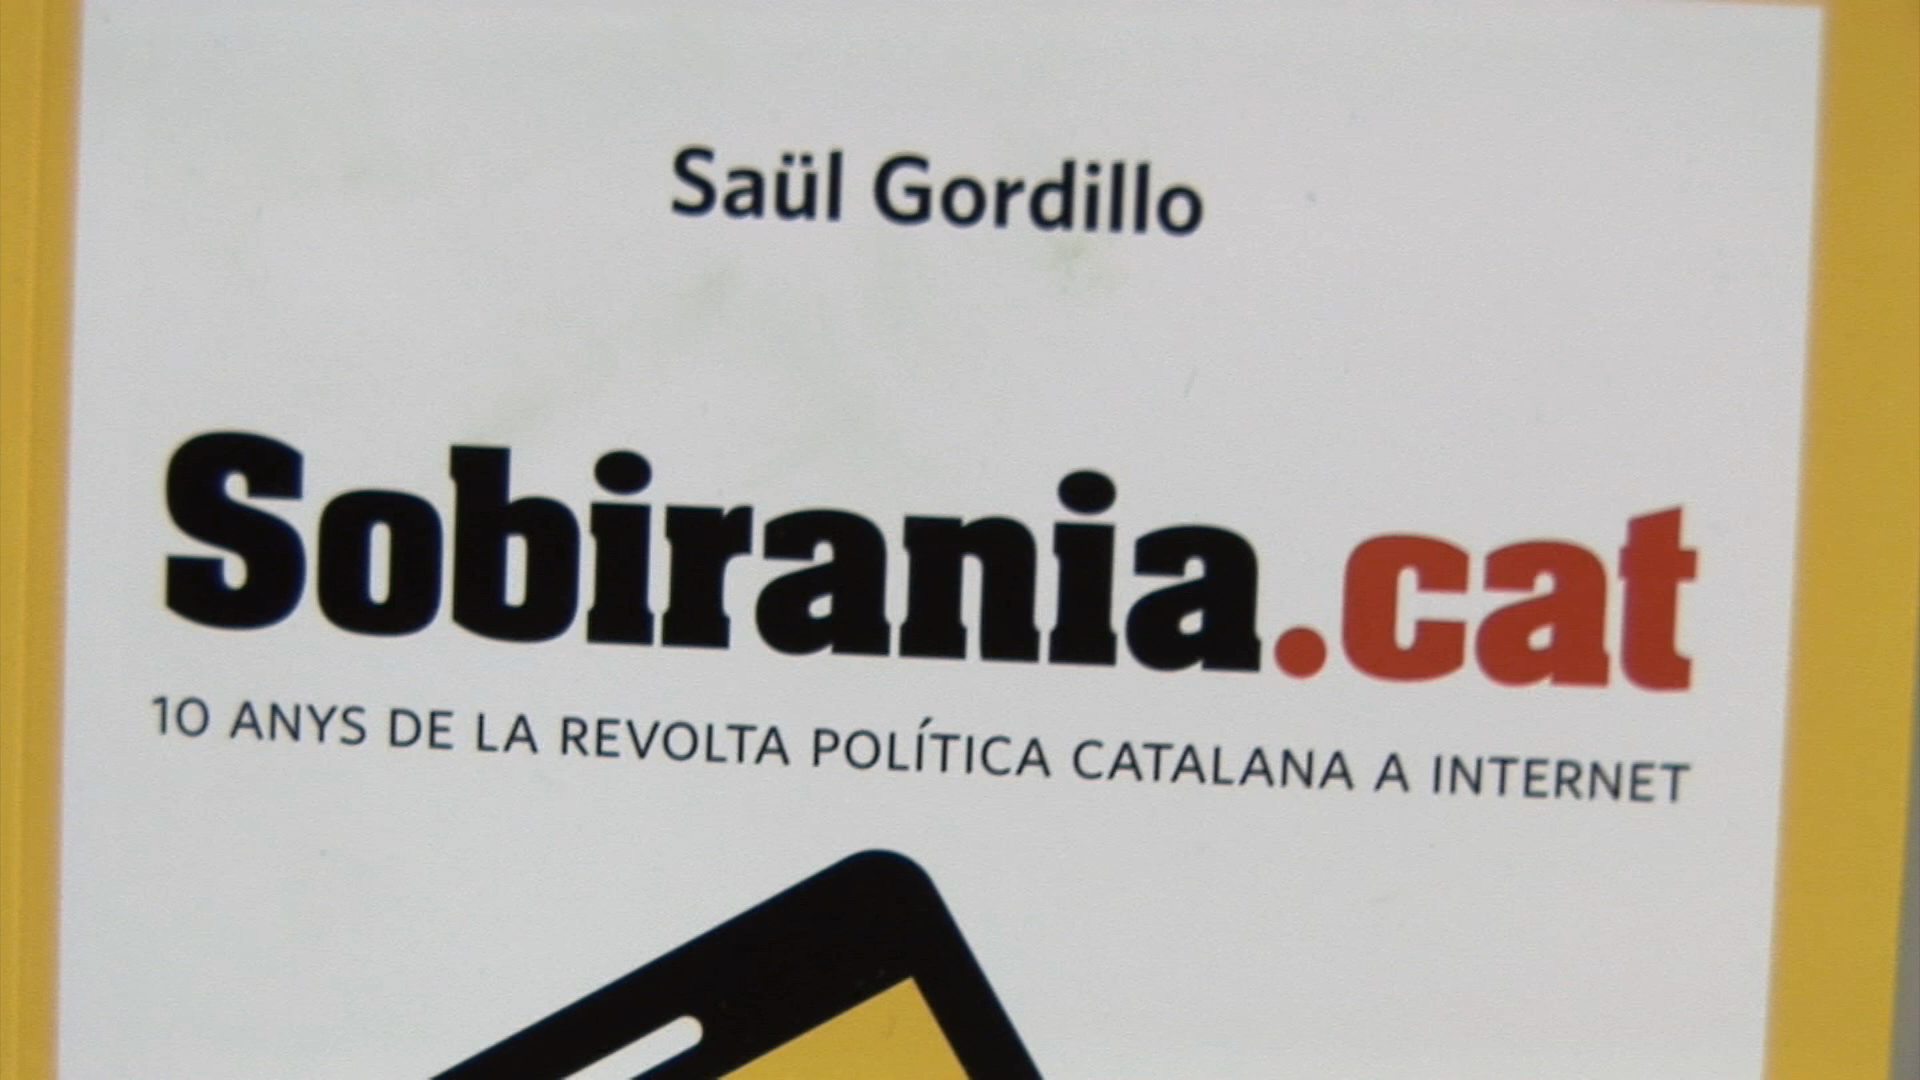 Saül Gordillo
Sobirania.cat
10 ANYS DE LA REVOLTA POLÍTICA CATALANA A INTERNET